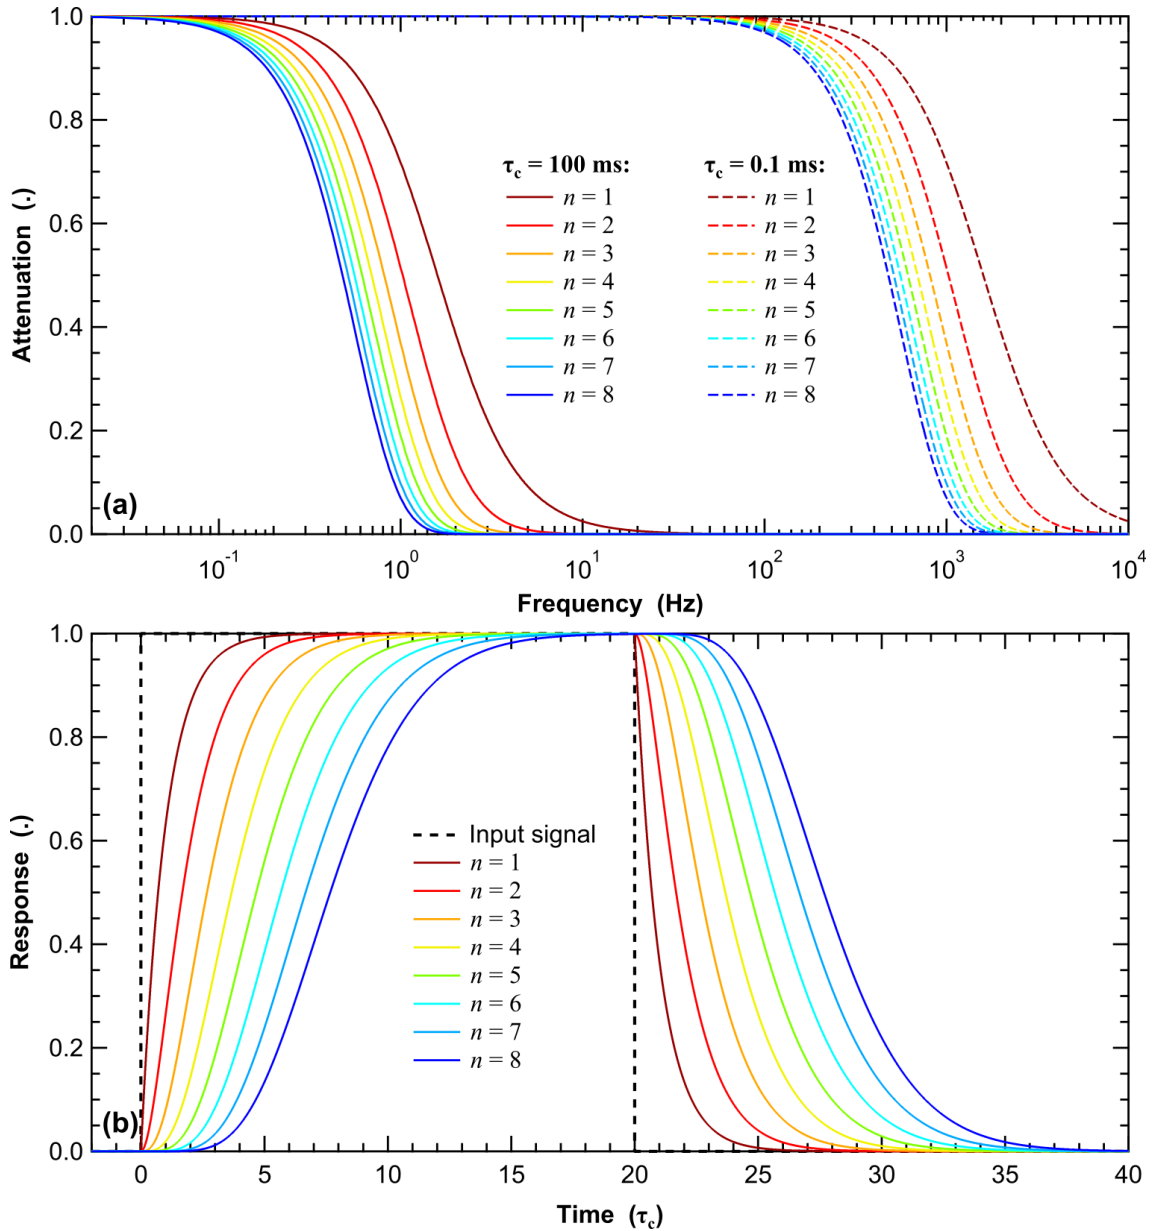 1.0
0.8
0.6
0.4
0.2
0.0
Attenuation (.)
τc = 100 ms: τc = 0.1 ms:
n = 1 n = 1
n = 2 n = 2
n = 3 n = 3
n = 4 n = 4
n = 5 n = 5
n = 6 n = 6
n = 7 n = 7
n = 8 n = 8
(a)
10⁻¹ 10⁰ 10¹ 10² 10³ 10⁴
Frequency (Hz)
1.0
0.8
0.6
0.4
0.2
0.0
Response (.)
Input signal
n = 1
n = 2
n = 3
n = 4
n = 5
n = 6
n = 7
n = 8
(b)
0 5 10 15 20 25 30 35 40
Time (τc)